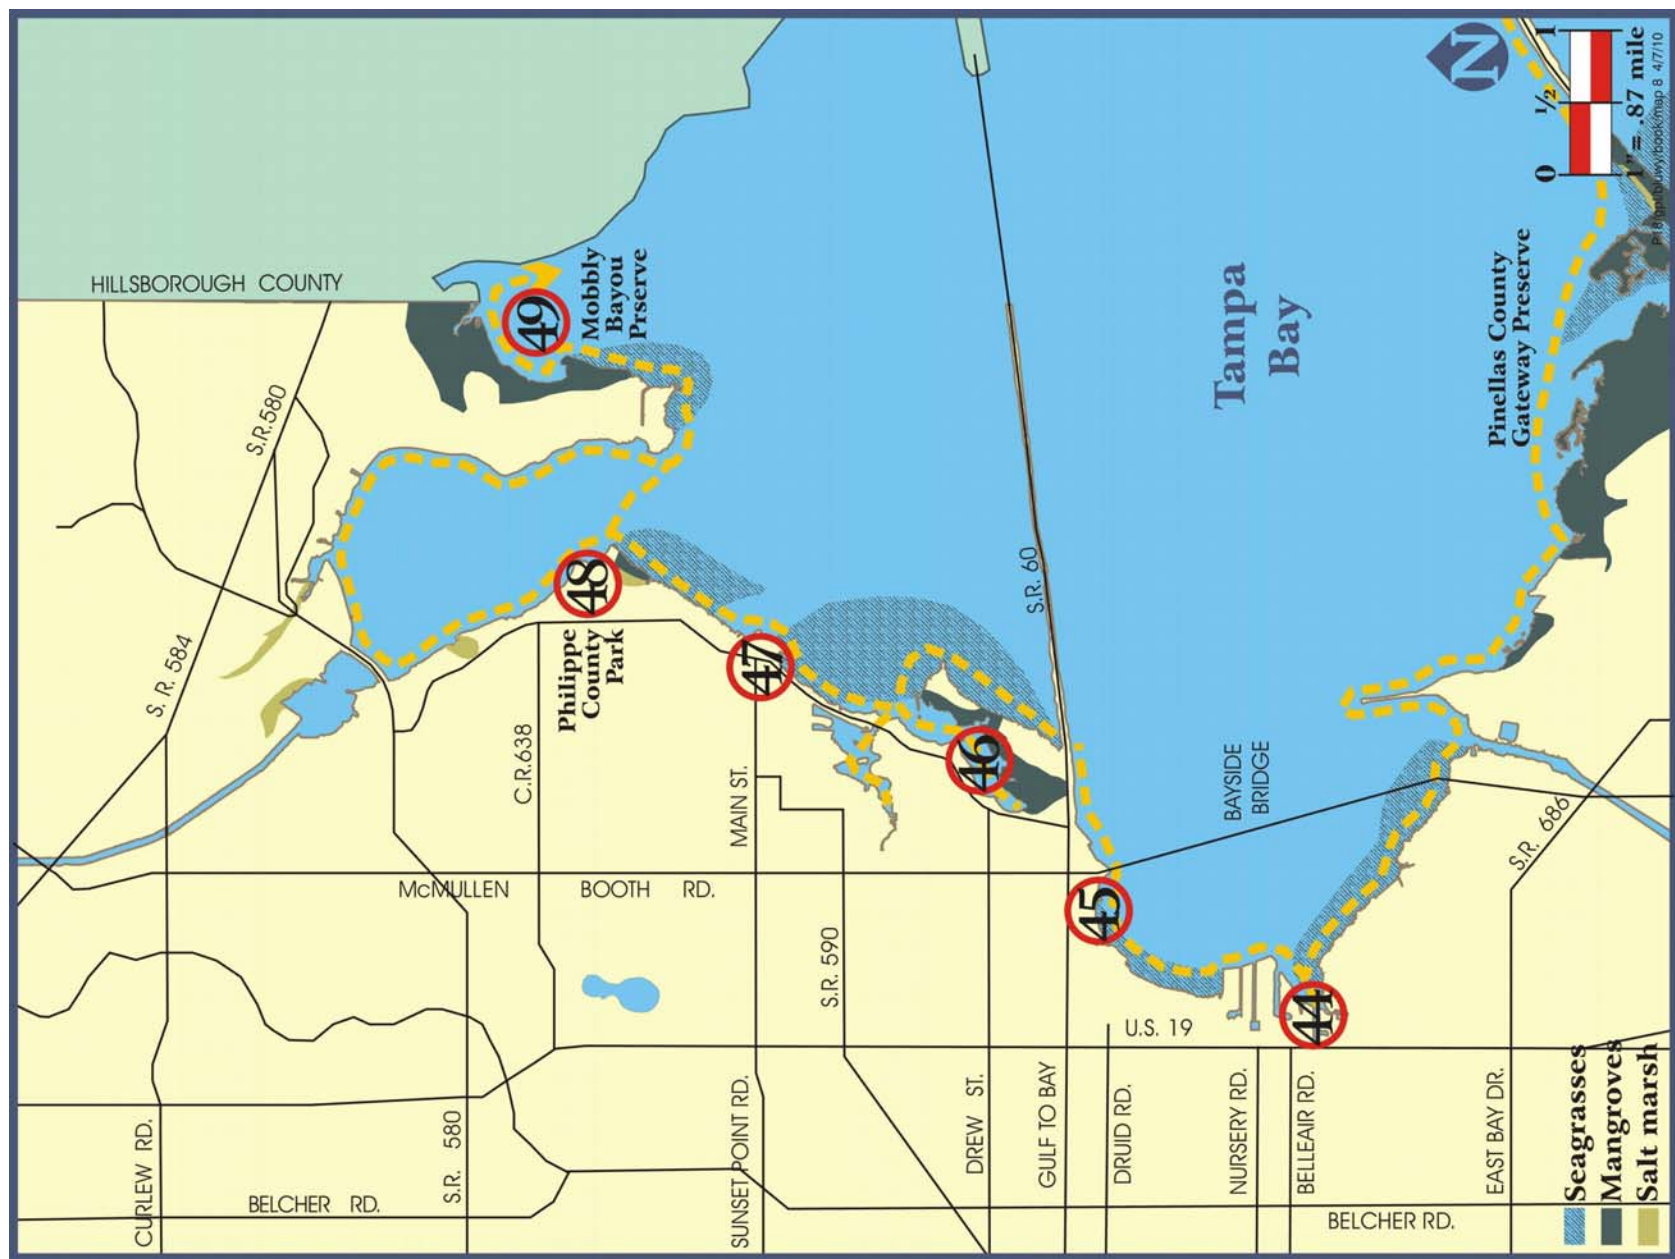 HILLSBOROUGH COUNTY
S.R.580
S. R. 584
49
Mobbly
Bayou
Prserve
48
Philippe
County
Park
C.R.638
MAIN ST.
47
46
S.R. 60
Tampa
Bay
N
0 ½ 1
1"= .87 mile
Pinellas County
Gateway Preserve
BAYSIDE
BRIDGE
S.R. 686
McMULLEN BOOTH RD.
S.R. 590
45
44
U.S. 19
CURLEW RD.
S.R. 580
BELCHER RD.
SUNSET POINT RD.
DREW ST.
GULF TO BAY
DRUID RD.
NURSERY RD.
BELLEAIR RD.
EAST BAY DR.
BELCHER RD.
Seagrasses
Mangroves
Salt marsh